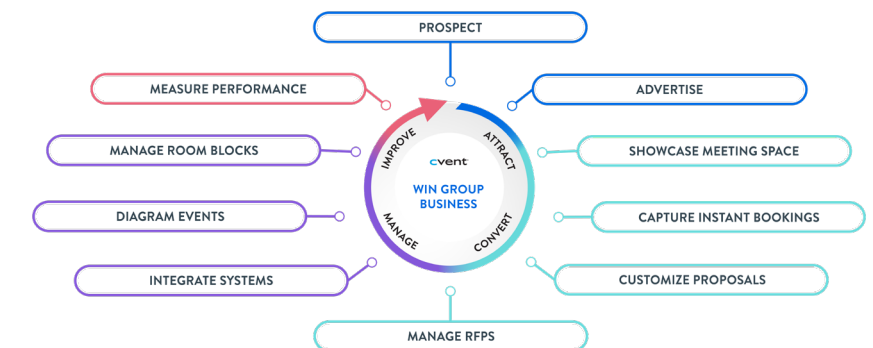 PROSPECT
MEASURE PERFORMANCE
ADVERTISE
MANAGE ROOM BLOCKS
SHOWCASE MEETING SPACE
DIAGRAM EVENTS
CAPTURE INSTANT BOOKINGS
INTEGRATE SYSTEMS
CUSTOMIZE PROPOSALS
MANAGE RFPS
IMPROVE
ATTRACT
MANAGE
CONVERT
cvent
WIN GROUP
BUSINESS